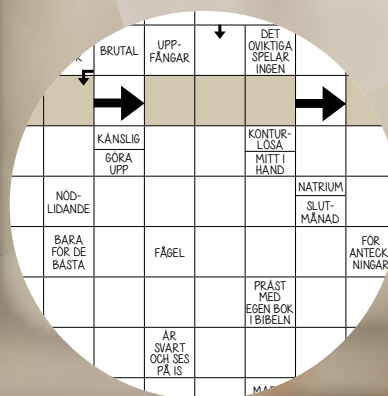 BRUTAL
UPP-
FÅNGAR
DET
OVIKTIGA
SPELAR
INGEN
KÄNSLIG
GÖRA
UPP
KONTUR-
LÖSA
MITT I
HAND
NÖD-
LIDANDE
NATRIUM
SLUT-
MÅNAD
BARA
FÖR DE
BÄSTA
FÅGEL
FÖR
ANTECK
NINGAR
PRÄST
MED
EGEN BOK
I BIBELN
ÄR
SVART
OCH SES
PÅ IS